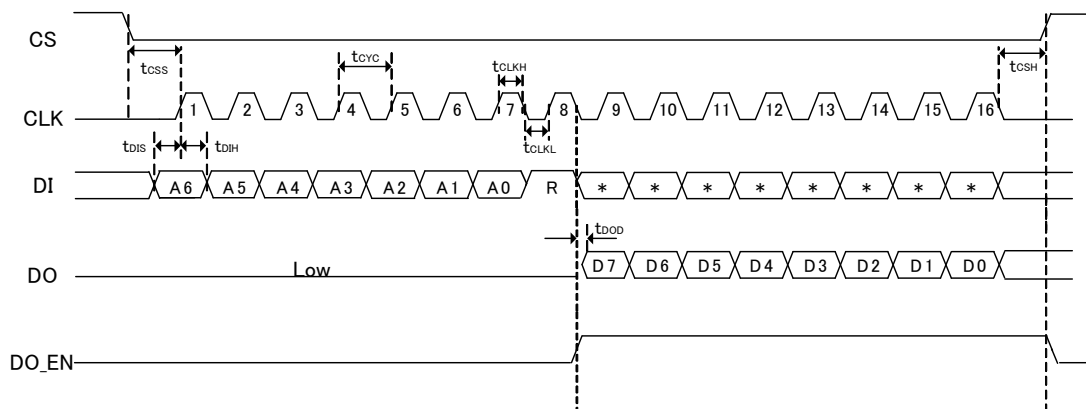 CS
tCSS
tCYC
tCLKH
tCSH
CLK
1 2 3 4 5 6 7 8 9 10 11 12 13 14 15 16
tDIS
tDIH
tCLKL
DI
A6 A5 A4 A3 A2 A1 A0 R * * * * * * * *
tDOD
DO
Low
D7 D6 D5 D4 D3 D2 D1 D0
DO_EN